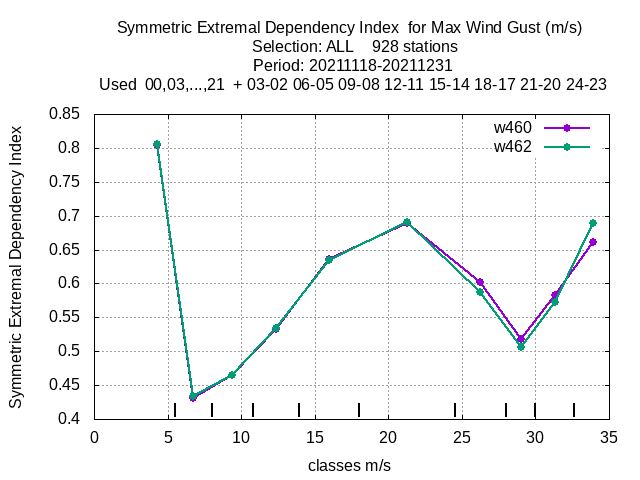 Symmetric Extremal Dependency Index  for Max Wind Gust (m/s)
Selection: ALL    928 stations
Period: 20211118-20211231
Used  00,03,...,21  + 03-02 06-05 09-08 12-11 15-14 18-17 21-20 24-23
w460
w462
Symmetric Extremal Dependency Index
0.85
0.8
0.75
0.7
0.65
0.6
0.55
0.5
0.45
0.4
0 5 10 15 20 25 30 35
classes m/s